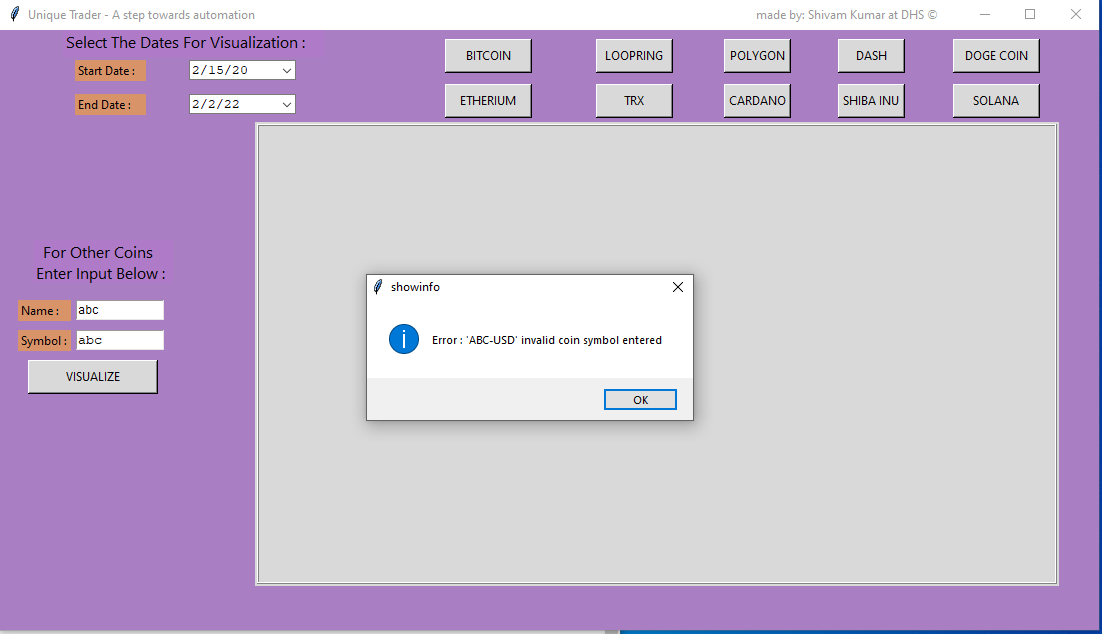 Unique Trader - A step towards automation
made by: Shivam Kumar at DHS ©
Select The Dates For Visualization :
Start Date :
2/15/20
End Date :
2/2/22
BITCOIN
LOOPRING
POLYGON
DASH
DOGE COIN
ETHERIUM
TRX
CARDANO
SHIBA INU
SOLANA
For Other Coins
Enter Input Below :
Name :
abc
Symbol :
abc
VISUALIZE
showinfo
Error : 'ABC-USD' invalid coin symbol entered
OK